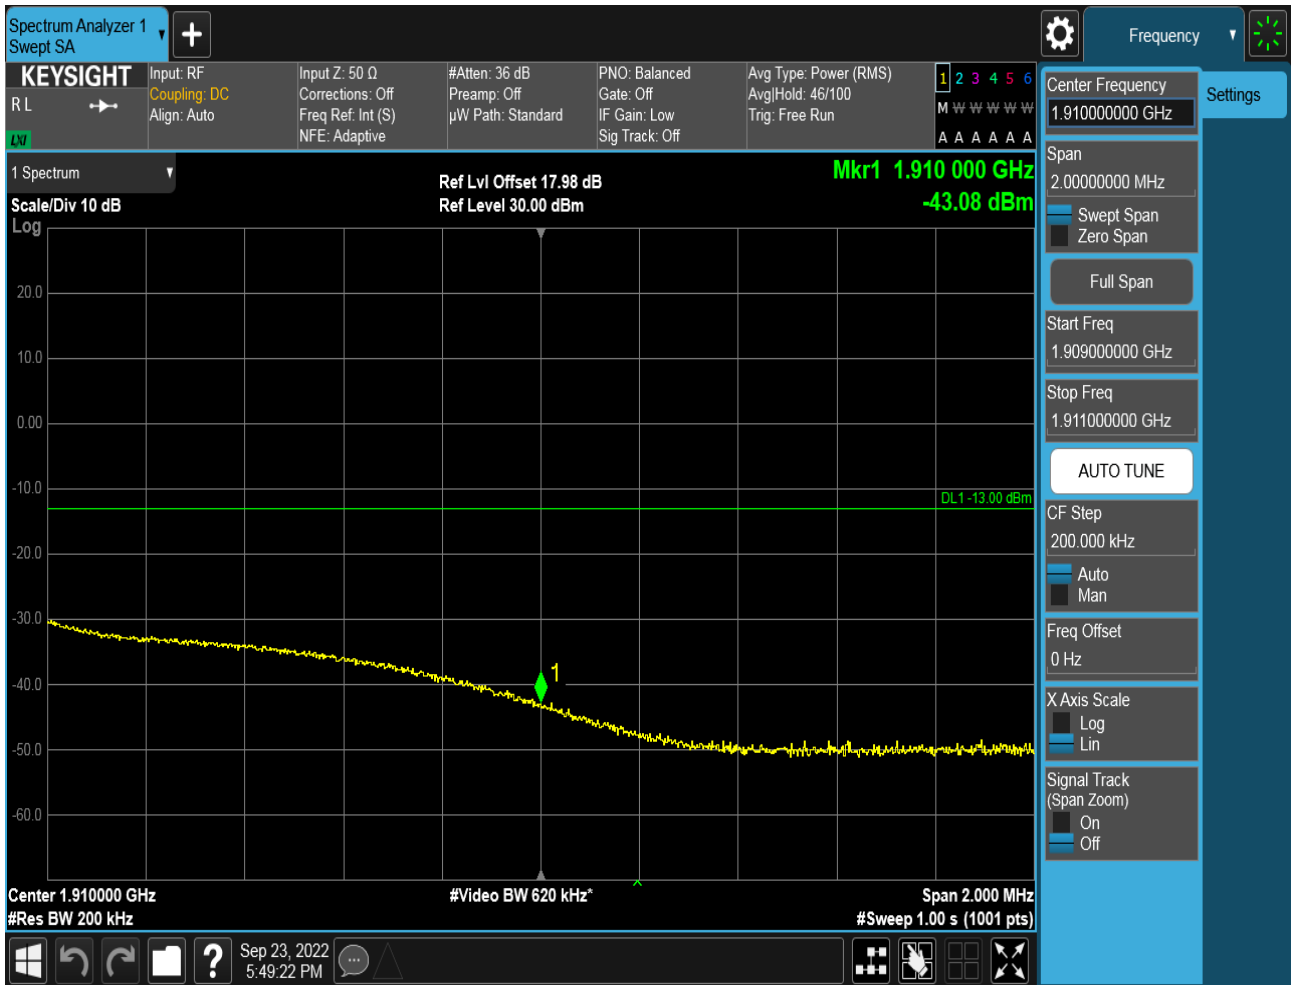 Spectrum Analyzer 1
Swept SA
Frequency
KEYSIGHT
R L
LXI
Input: RF
Coupling: DC
Align: Auto
Input Z: 50 Ω
Corrections: Off
Freq Ref: Int (S)
NFE: Adaptive
#Atten: 36 dB
Preamp: Off
µW Path: Standard
PNO: Balanced
Gate: Off
IF Gain: Low
Sig Track: Off
Avg Type: Power (RMS)
Avg|Hold: 46/100
Trig: Free Run
1 2 3 4 5 6
M W W W W W
A A A A A A
1 Spectrum
Scale/Div 10 dB
Log
Ref Lvl Offset 17.98 dB
Ref Level 30.00 dBm
Mkr1 1.910 000 GHz
-43.08 dBm
20.0
10.0
0.00
-10.0
DL1 -13.00 dBm
-20.0
-30.0
1
-40.0
-50.0
-60.0
Center 1.910000 GHz
#Res BW 200 kHz
#Video BW 620 kHz*
Span 2.000 MHz
#Sweep 1.00 s (1001 pts)
Center Frequency
1.910000000 GHz
Settings
Span
2.00000000 MHz
Swept Span
Zero Span
Full Span
Start Freq
1.909000000 GHz
Stop Freq
1.911000000 GHz
AUTO TUNE
CF Step
200.000 kHz
Auto
Man
Freq Offset
0 Hz
X Axis Scale
Log
Lin
Signal Track
(Span Zoom)
On
Off
?
Sep 23, 2022
5:49:22 PM